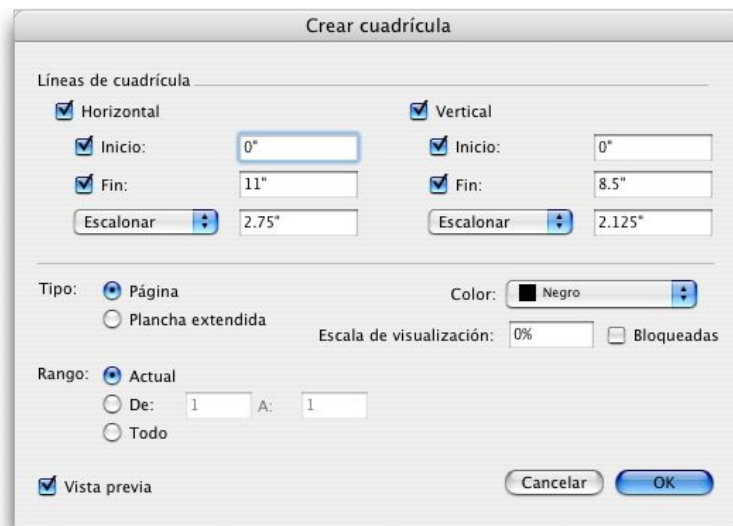 Crear cuadrícula
Líneas de cuadrícula
Horizontal
Vertical
Inicio: 0"
Inicio: 0"
Fin: 11"
Fin: 8.5"
Escalonar 2.75"
Escalonar 2.125"
Tipo: Página
Color: Negro
Plancha extendida
Escala de visualización: 0% Bloqueadas
Rango: Actual
De: 1 A: 1
Todo
Vista previa
Cancelar OK